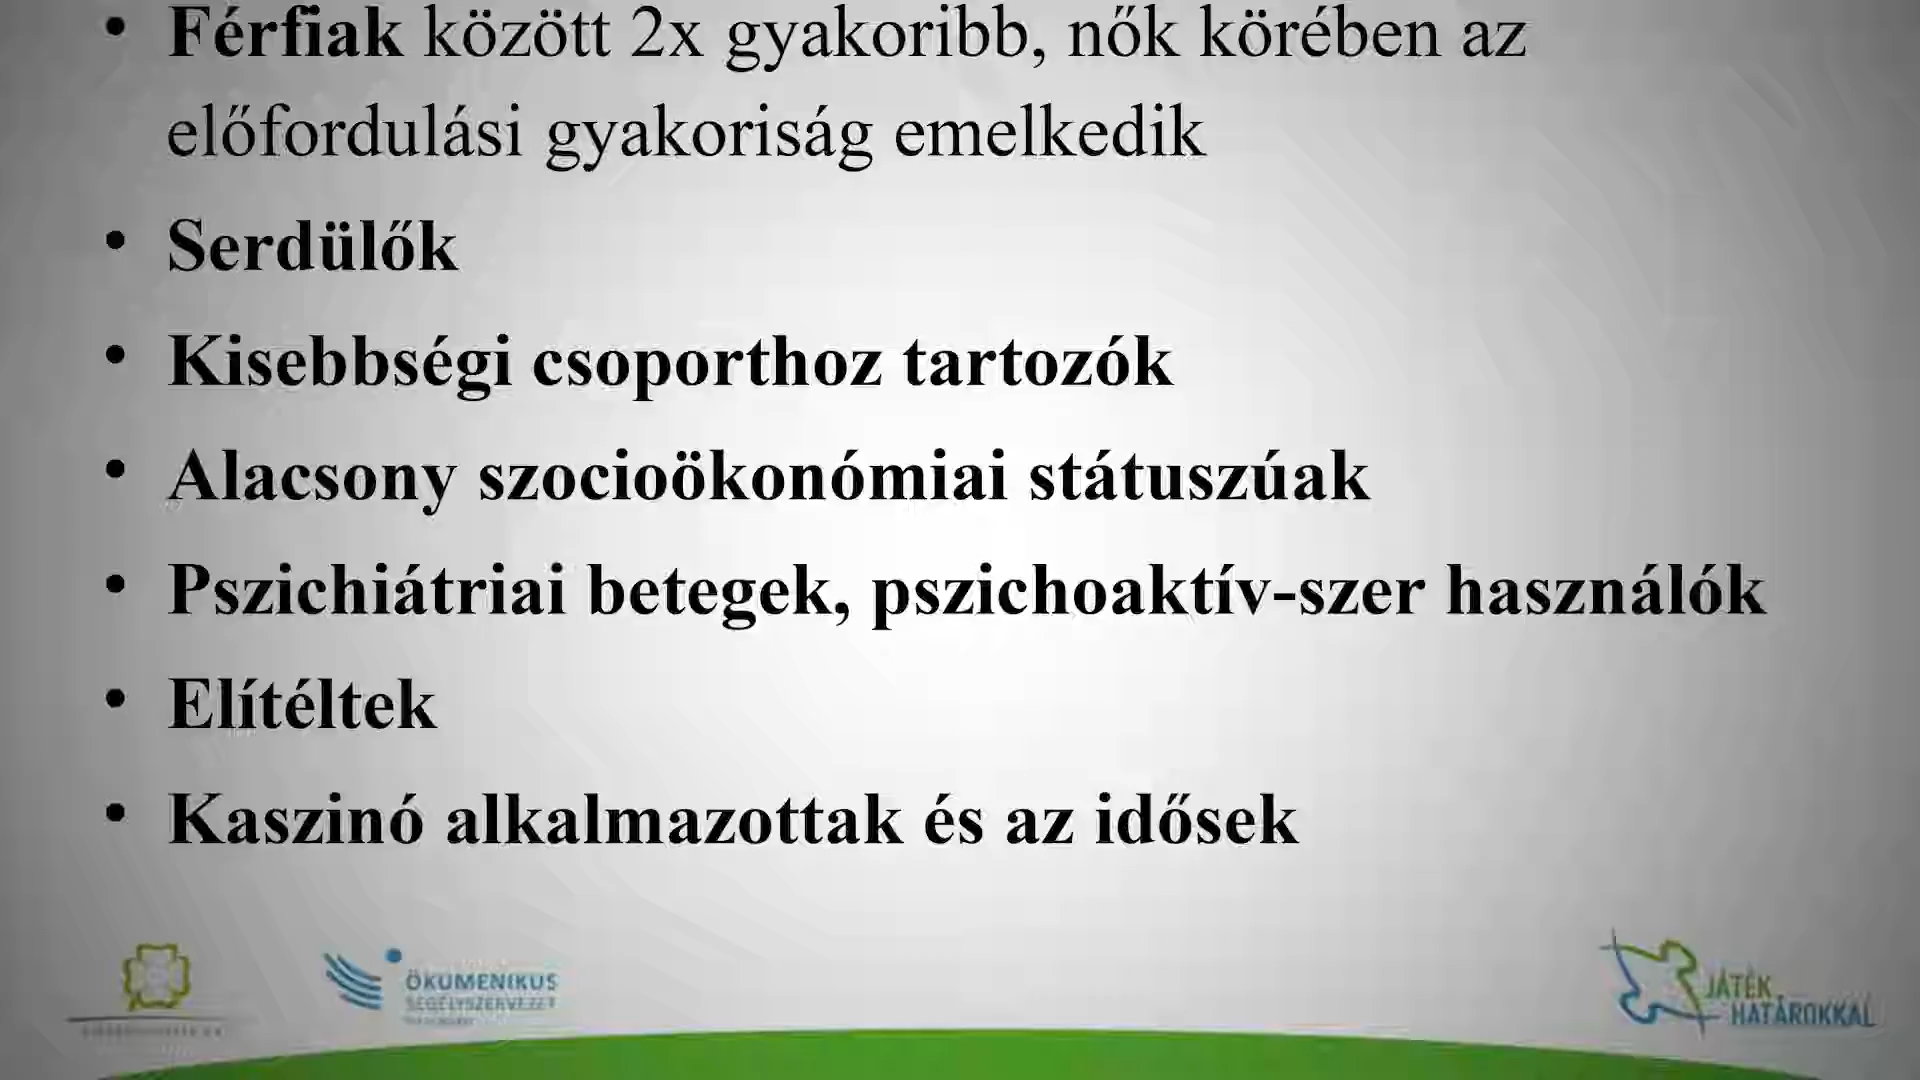 • Férfiak között 2x gyakoribb, nők körében az
előfordulási gyakoriság emelkedik
• Serdülők
• Kisebbségi csoporthoz tartozók
• Alacsony szocioökonómiai státuszúak
• Pszichiátriai betegek, pszichoaktív-szer használók
• Elítéltek
• Kaszinó alkalmazottak és az idősek
ÖKUMENIKUS
SEGÉLYSZERVEZET
JÁTÉK
HATÁROKKAL